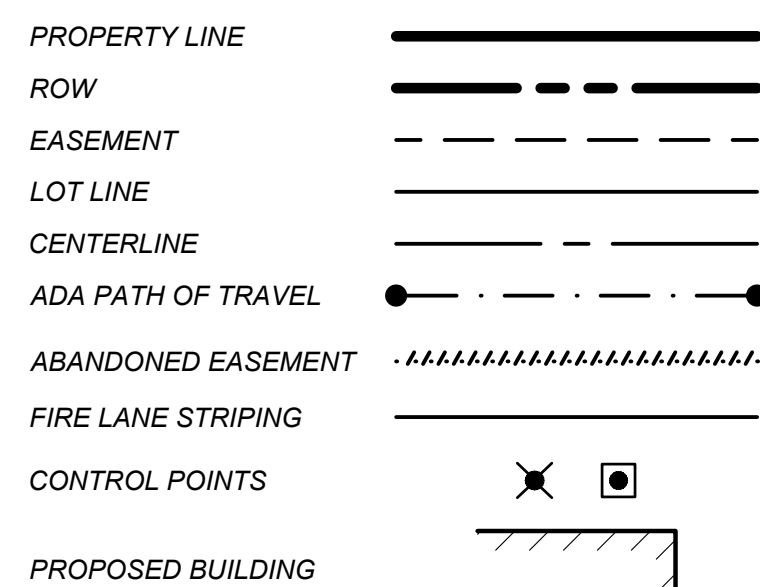 PROPERTY LINE
ROW
EASEMENT
LOT LINE
CENTERLINE
ADA PATH OF TRAVEL
ABANDONED EASEMENT
FIRE LANE STRIPING
CONTROL POINTS
PROPOSED BUILDING